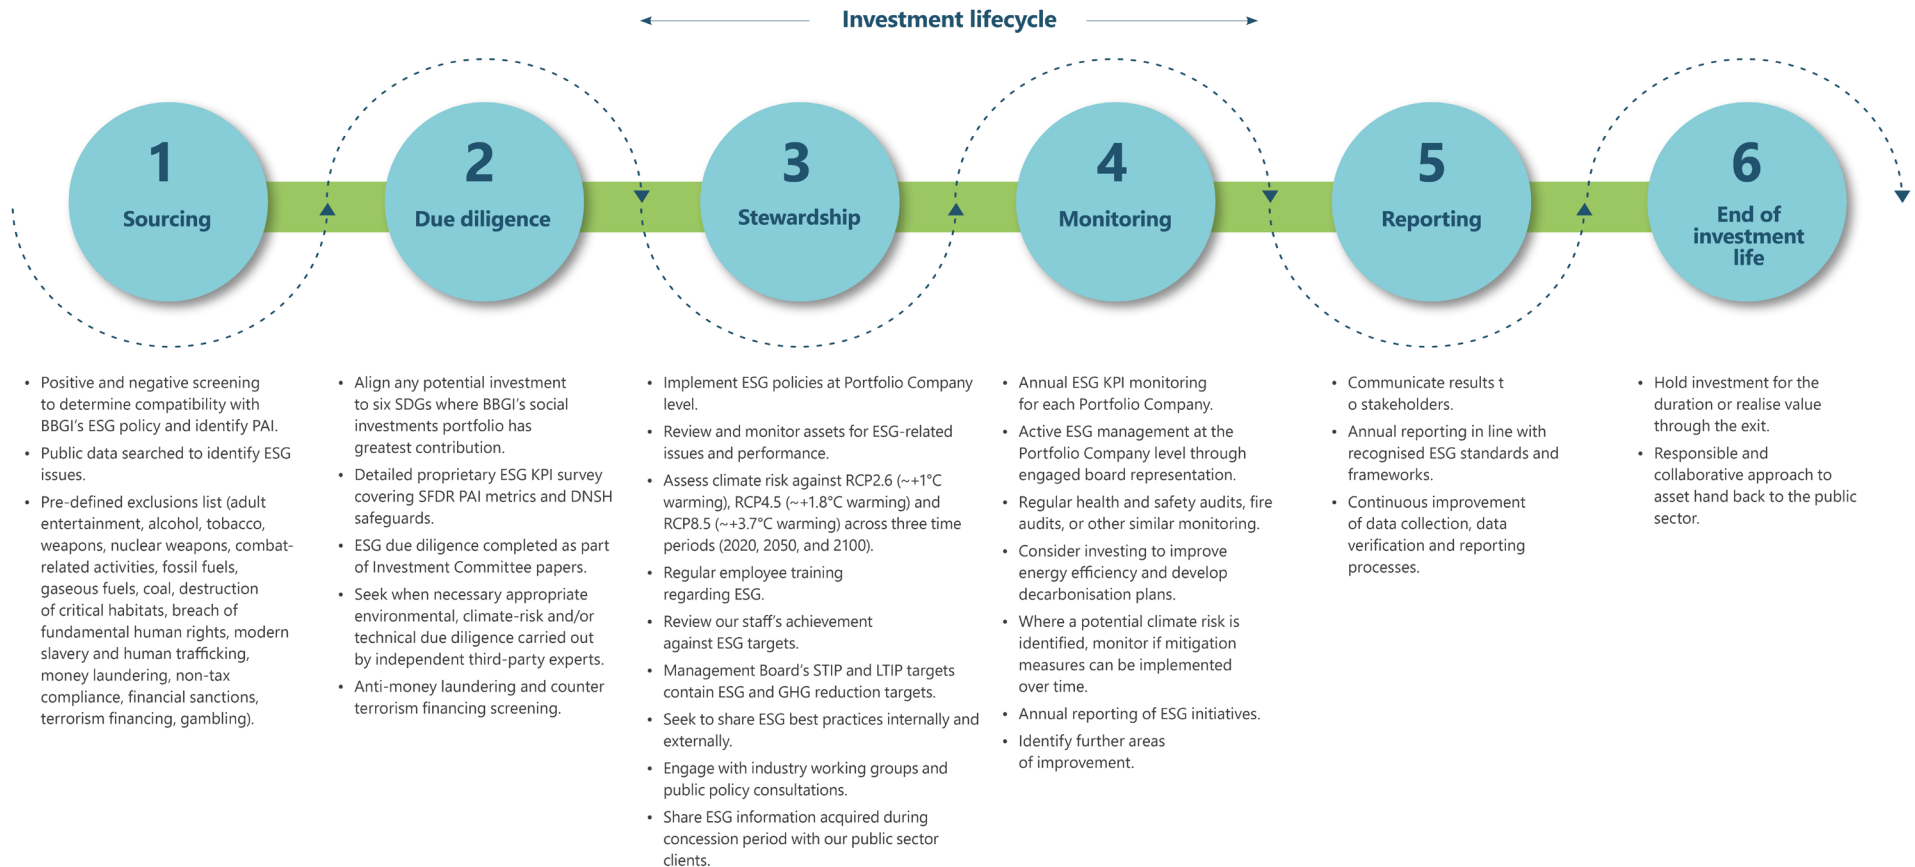 Investment lifecycle
1
Sourcing
2
Due diligence
3
Stewardship
4
Monitoring
5
Reporting
6
End of
investment
life
• Positive and negative screening
to determine compatibility with
BBGI's ESG policy and identify PAI.
• Public data searched to identify ESG
issues.
• Pre-defined exclusions list (adult
entertainment, alcohol, tobacco,
weapons, nuclear weapons, combat-
related activities, fossil fuels,
gaseous fuels, coal, destruction
of critical habitats, breach of
fundamental human rights, modern
slavery and human trafficking,
money laundering, non-tax
compliance, financial sanctions,
terrorism financing, gambling).
• Align any potential investment
to six SDGs where BBGI's social
investments portfolio has
greatest contribution.
• Detailed proprietary ESG KPI survey
covering SFDR PAI metrics and DNSH
safeguards.
• ESG due diligence completed as part
of Investment Committee papers.
• Seek when necessary appropriate
environmental, climate-risk and/or
technical due diligence carried out
by independent third-party experts.
• Anti-money laundering and counter
terrorism financing screening.
• Implement ESG policies at Portfolio Company
level.
• Review and monitor assets for ESG-related
issues and performance.
• Assess climate risk against RCP2.6 (~+1°C
warming), RCP4.5 (~+1.8°C warming) and
RCP8.5 (~+3.7°C warming) across three time
periods (2020, 2050, and 2100).
• Regular employee training
regarding ESG.
• Review our staff's achievement
against ESG targets.
• Management Board's STIP and LTIP targets
contain ESG and GHG reduction targets.
• Seek to share ESG best practices internally and
externally.
• Engage with industry working groups and
public policy consultations.
• Share ESG information acquired during
concession period with our public sector
clients.
• Annual ESG KPI monitoring
for each Portfolio Company.
• Active ESG management at the
Portfolio Company level through
engaged board representation.
• Regular health and safety audits, fire
audits, or other similar monitoring.
• Consider investing to improve
energy efficiency and develop
decarbonisation plans.
• Where a potential climate risk is
identified, monitor if mitigation
measures can be implemented
over time.
• Annual reporting of ESG initiatives.
• Identify further areas
of improvement.
• Communicate results t
o stakeholders.
• Annual reporting in line with
recognised ESG standards and
frameworks.
• Continuous improvement
of data collection, data
verification and reporting
processes.
• Hold investment for the
duration or realise value
through the exit.
• Responsible and
collaborative approach to
asset hand back to the public
sector.